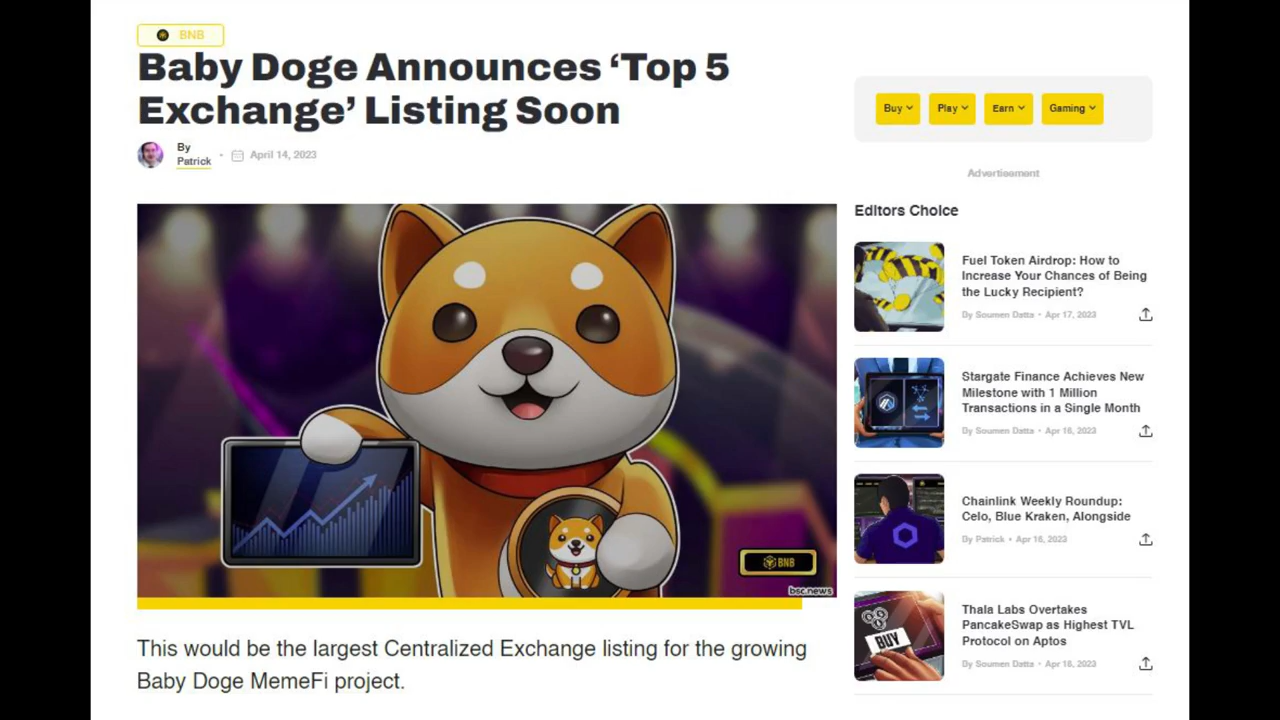 BNB
Baby Doge Announces ‘Top 5
Exchange’ Listing Soon
By
Patrick
April 14, 2023
Buy
Play
Earn
Gaming
Advertisement
Editors Choice
Fuel Token Airdrop: How to
Increase Your Chances of Being
the Lucky Recipient?
By Soumen Datta • Apr 17, 2023
Stargate Finance Achieves New
Milestone with 1 Million
Transactions in a Single Month
By Soumen Datta • Apr 16, 2023
Chainlink Weekly Roundup:
Celo, Blue Kraken, Alongside
By Patrick • Apr 16, 2023
Thala Labs Overtakes
PancakeSwap as Highest TVL
Protocol on Aptos
By Soumen Datta • Apr 16, 2023
BUY
BNB
bsc.news
This would be the largest Centralized Exchange listing for the growing
Baby Doge MemeFi project.